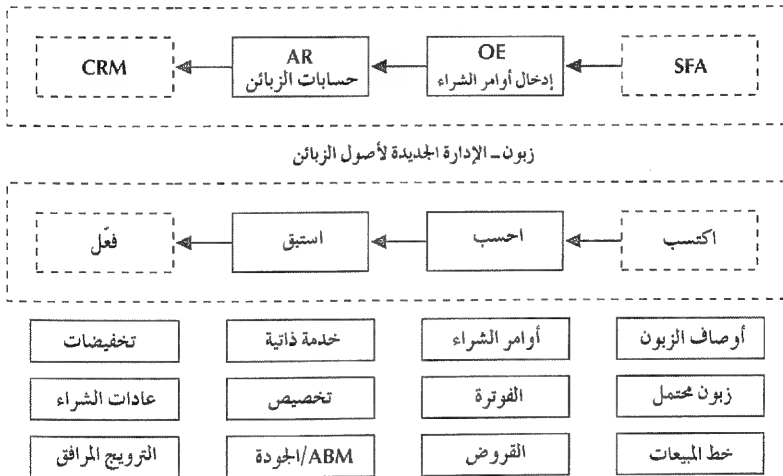 SFA
OE
إدخال أوامر الشراء
AR
حسابات الزبائن
CRM
زبون ـ الإدارة الجديدة لأصول الزبائن
اكتسب
احسب
استبق
فعّل
أوصاف الزبون
أوامر الشراء
خدمة ذاتية
تخفيضات
زبون محتمل
الفوترة
تخصيص
عادات الشراء
خط المبيعات
القروض
ABM/الجودة
الترويج المرافق